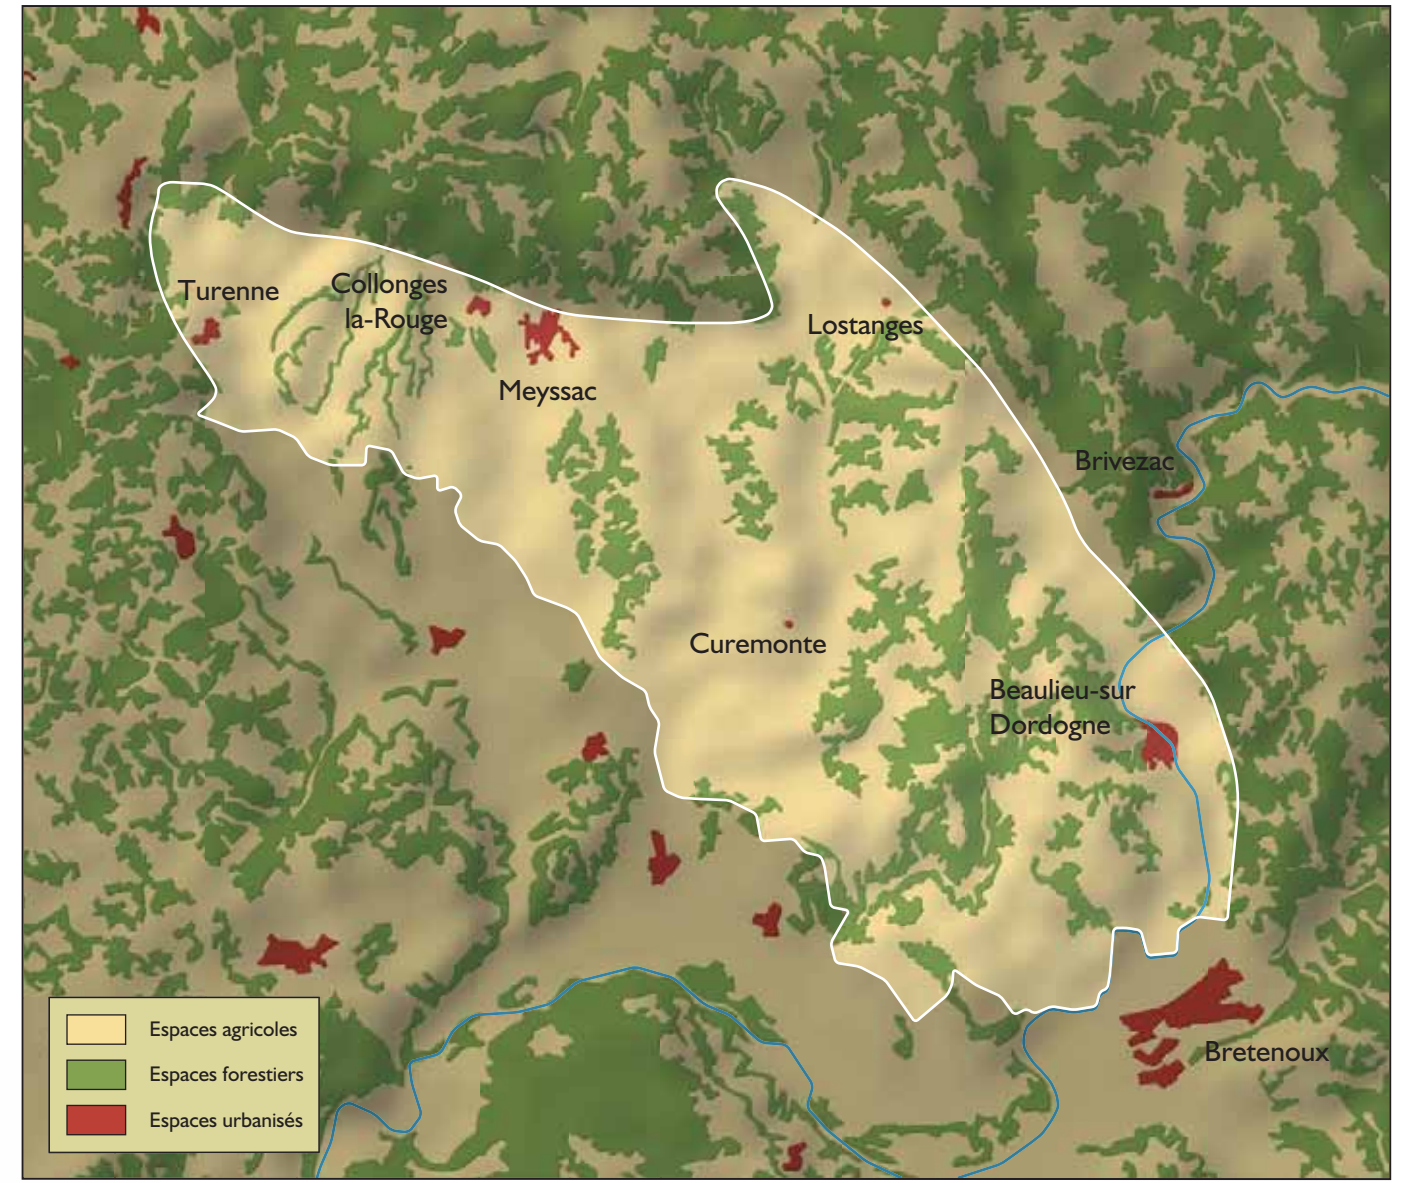 Turenne
Collonges
la-Rouge
Meyssac
Lostanges
Brivezac
Curemonte
Beaulieu-sur
Dordogne
Bretenoux
Espaces agricoles
Espaces forestiers
Espaces urbanisés